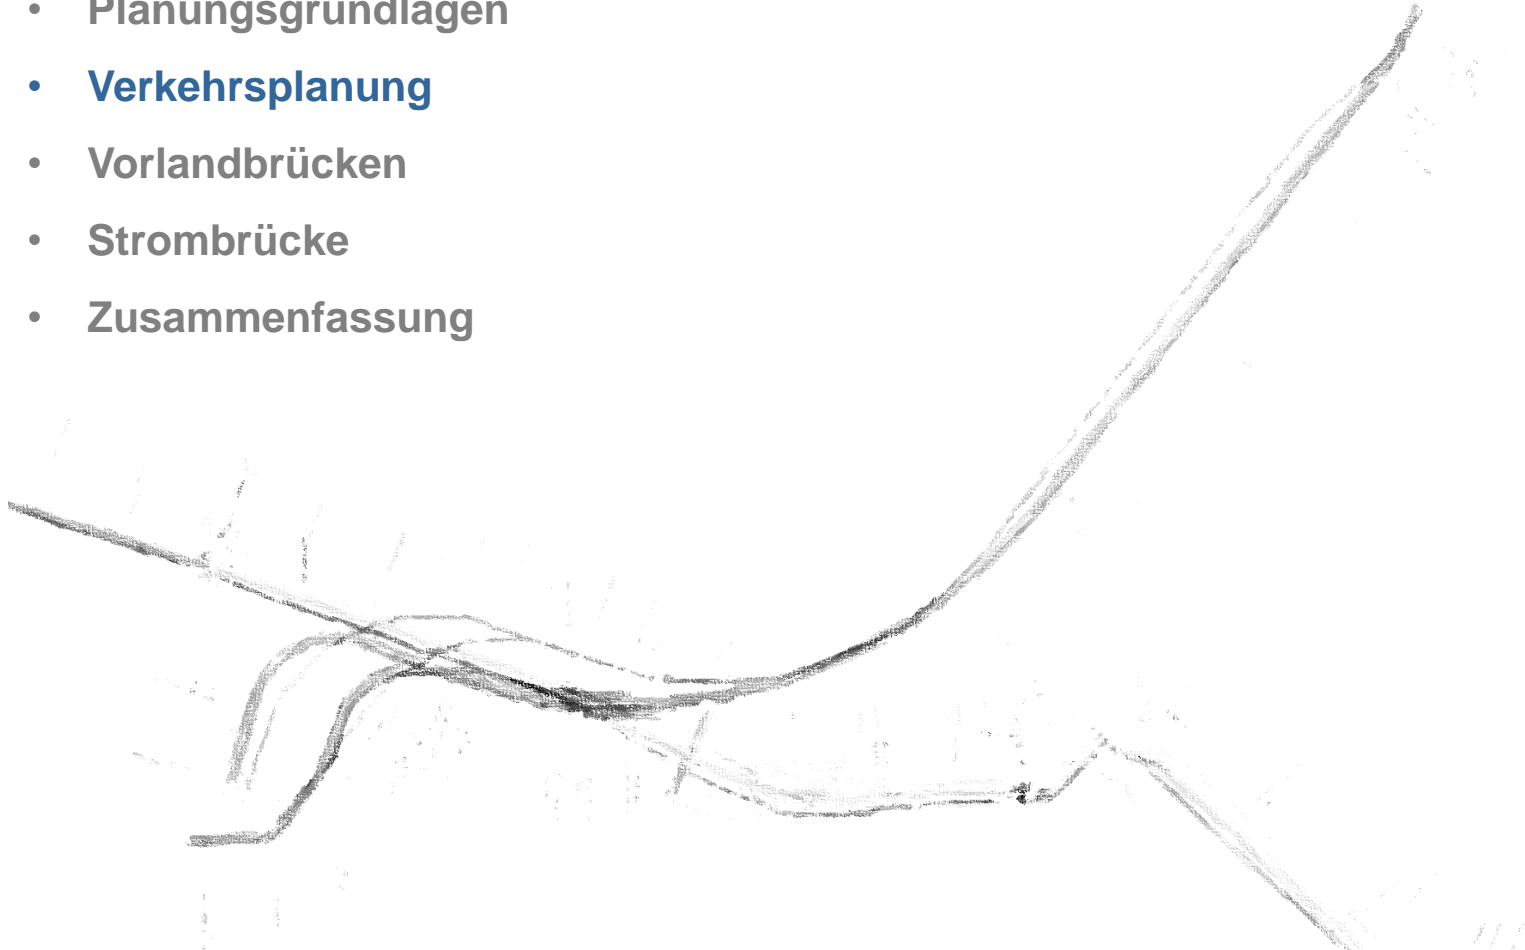 • Planungsgrundlagen
• Verkehrsplanung
• Vorlandbrücken
• Strombrücke
• Zusammenfassung